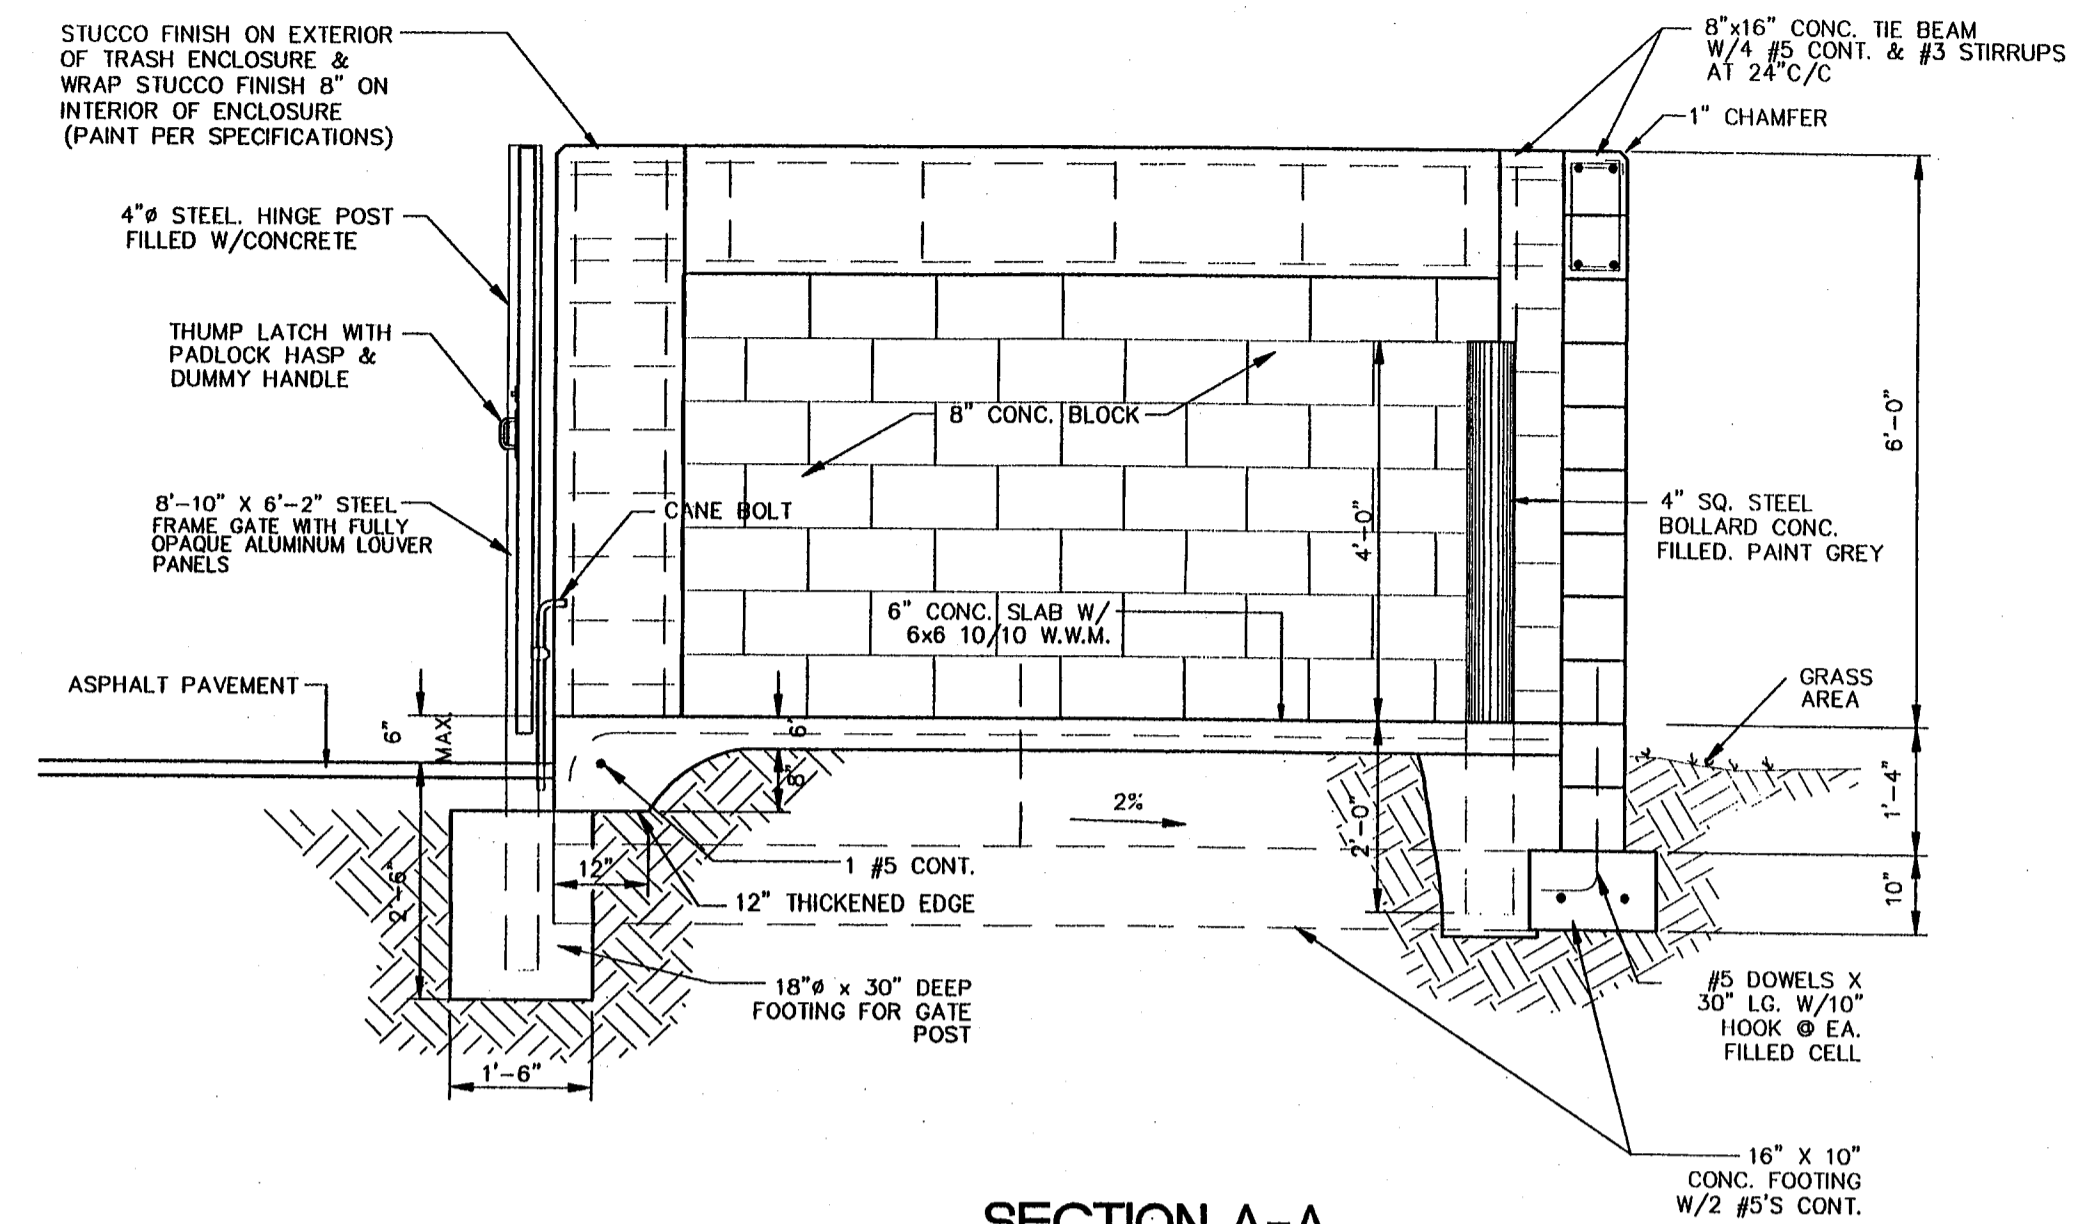 STUCCO FINISH ON EXTERIOR
OF TRASH ENCLOSURE &
WRAP STUCCO FINISH 8" ON
INTERIOR OF ENCLOSURE
(PAINT PER SPECIFICATIONS)
8"x16" CONC. TIE BEAM
W/4 #5 CONT. & #3 STIRRUPS
AT 24"C/C
1" CHAMFER
4"ø STEEL. HINGE POST
FILLED W/CONCRETE
THUMP LATCH WITH
PADLOCK HASP &
DUMMY HANDLE
8" CONC. BLOCK
6'-0"
8'-10" X 6'-2" STEEL
FRAME GATE WITH FULLY
OPAQUE ALUMINUM LOUVER
PANELS
CANE BOLT
4'-0"
4" SQ. STEEL
BOLLARD CONC.
FILLED. PAINT GREY
6" CONC. SLAB W/
6x6 10/10 W.W.M.
ASPHALT PAVEMENT
6"
MAX.
6'
8"
GRASS
AREA
2%
2'-0"
1'-4"
2'-6"
12"
1 #5 CONT.
12" THICKENED EDGE
10"
18"ø x 30" DEEP
FOOTING FOR GATE
POST
#5 DOWELS X
30" LG. W/10"
HOOK @ EA.
FILLED CELL
1'-6"
16" X 10"
CONC. FOOTING
W/2 #5'S CONT.
SECTION A-A